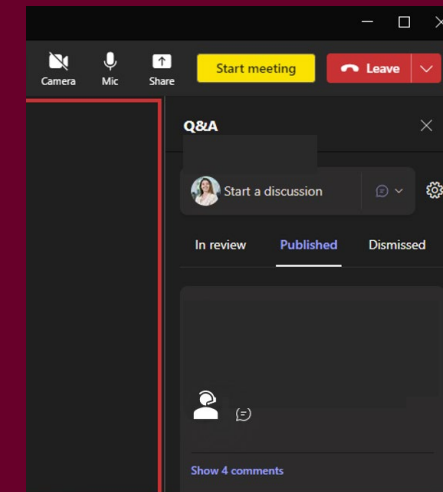 Camera
Mic
Share
Start meeting
Leave
Q&A
Start a discussion
In review
Published
Dismissed
Show 4 comments